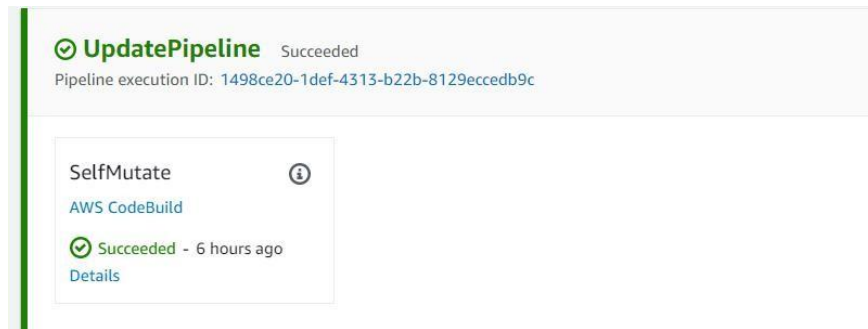 UpdatePipeline Succeeded
Pipeline execution ID: 1498ce20-1def-4313-b22b-8129eccedb9c
SelfMutate
AWS CodeBuild
Succeeded - 6 hours ago
Details